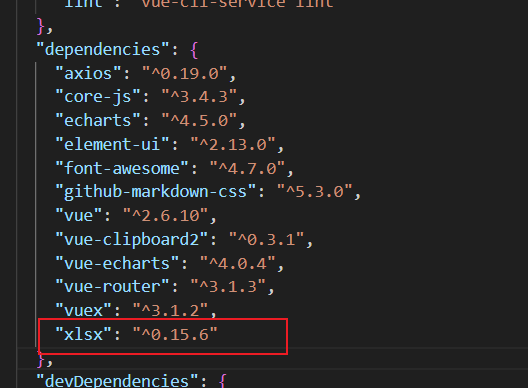 "lint": "vue-cli-service lint"
},
"dependencies": {
"axios": "^0.19.0",
"core-js": "^3.4.3",
"echarts": "^4.5.0",
"element-ui": "^2.13.0",
"font-awesome": "^4.7.0",
"github-markdown-css": "^5.3.0",
"vue": "^2.6.10",
"vue-clipboard2": "^0.3.1",
"vue-echarts": "^4.0.4",
"vue-router": "^3.1.3",
"vuex": "^3.1.2",
"xlsx": "^0.15.6"
},
"devDependencies": {